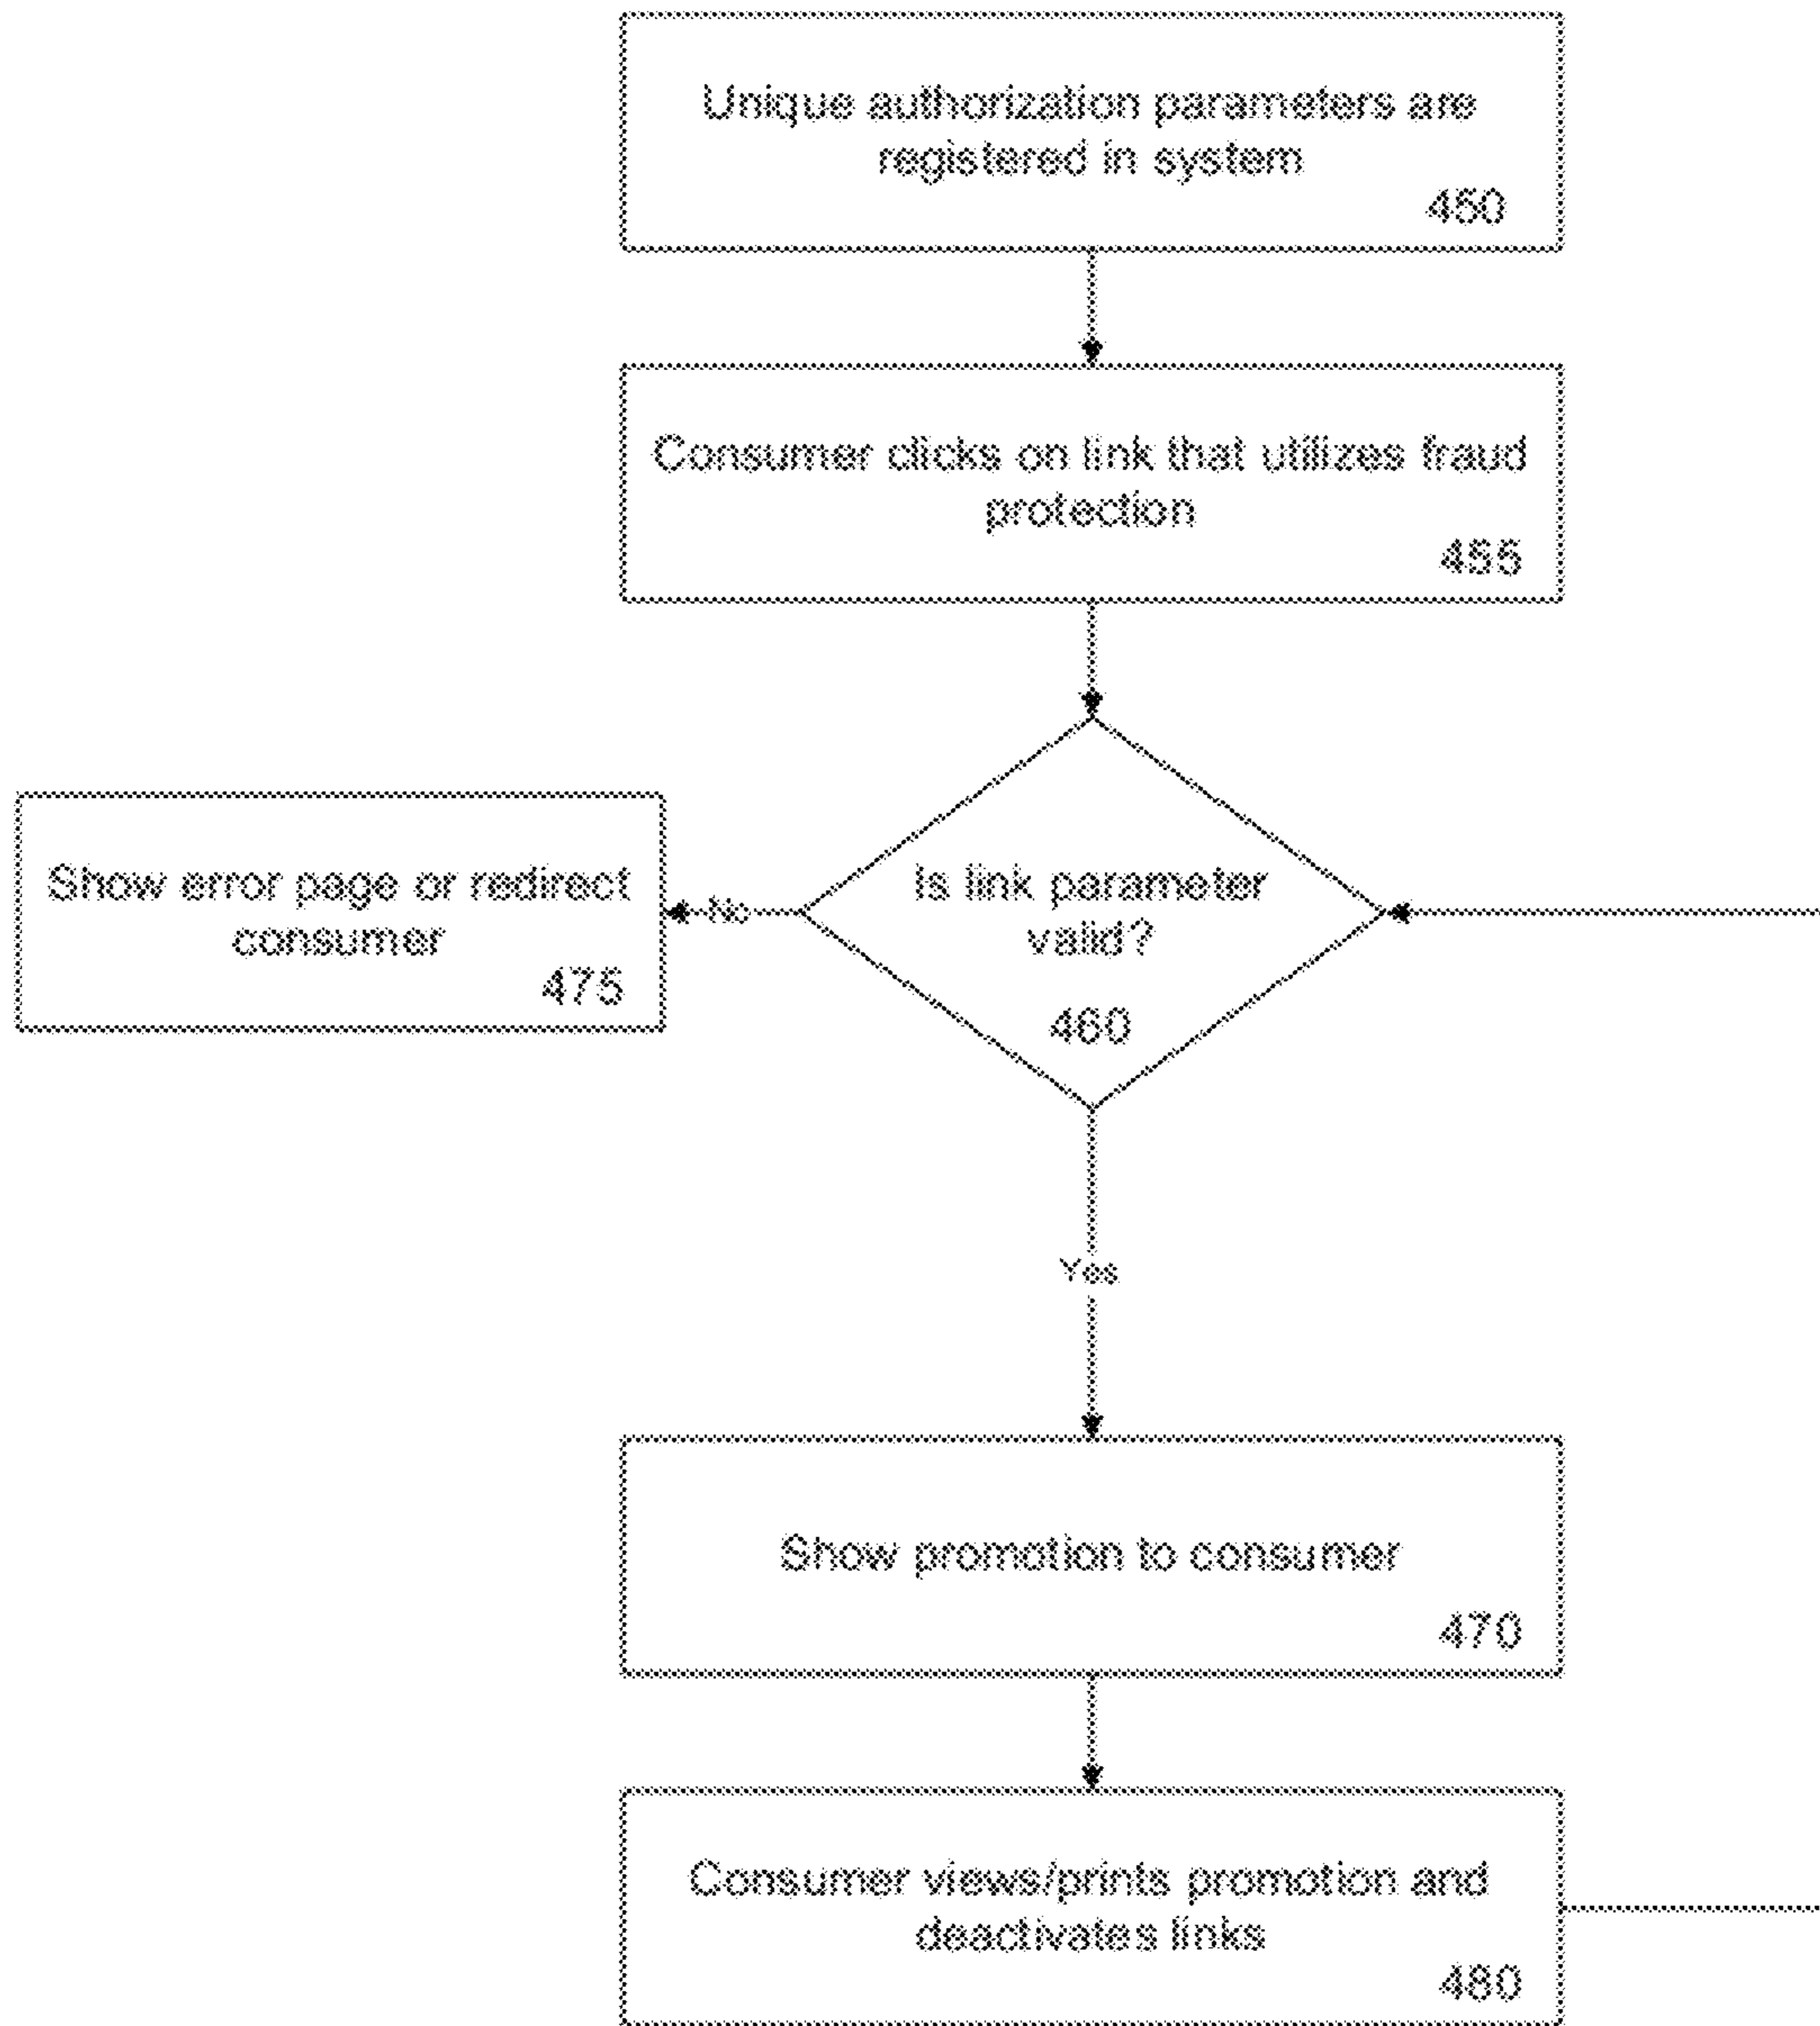 Unique authorization parameters are
registered in system
450
Consumer clicks on link that utilizes fraud
protection
455
Show error page or redirect
consumer
475
No
Is link parameter
valid?
460
Yes
Show promotion to consumer
470
Consumer views/prints promotion and
deactivates links
480